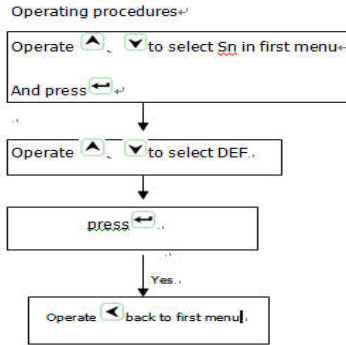 Operating procedures
Operate 、 to select Sn in first menu
And press
Operate 、 to select DEF.
press
Yes.
Operate back to first menu